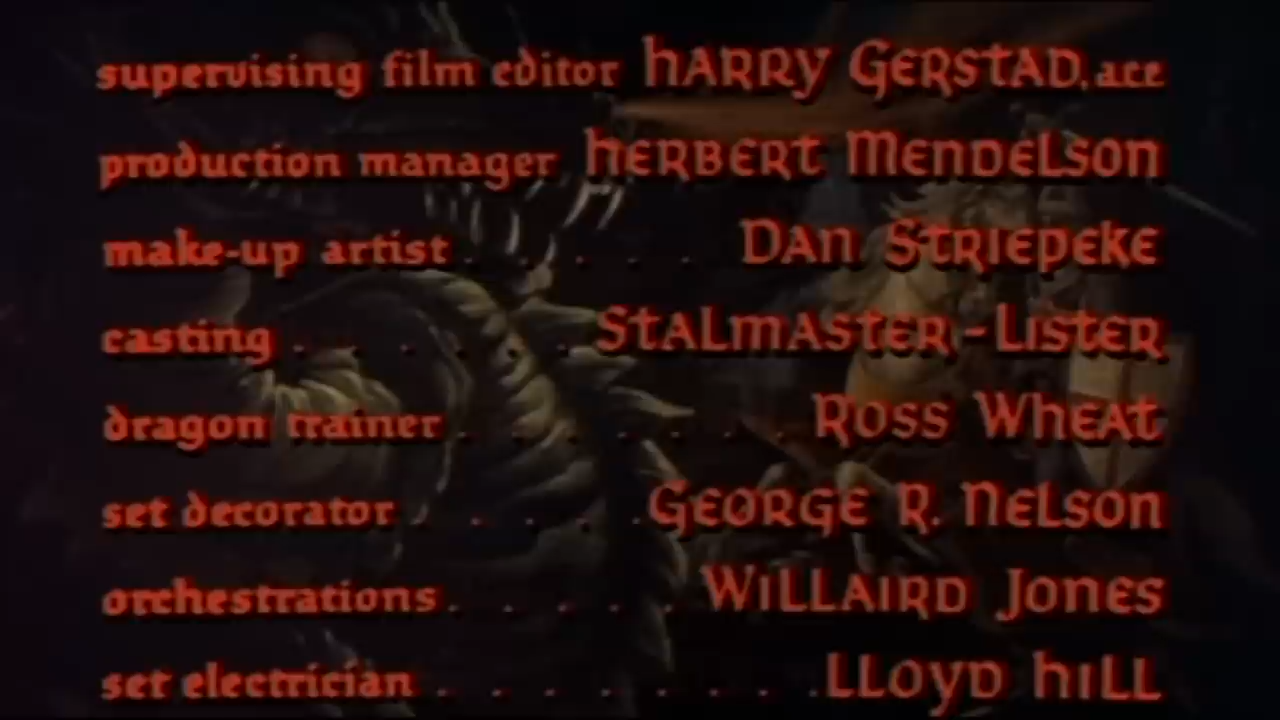 supervising film editor HARRY GERSTAD, ace
production manager HERBERT MENDELSON
make-up artist . . . . . DAN STRIEPEKE
casting . . . . . . STALMASTER-LISTER
dragon trainer . . . . . . . ROSS WHEAT
set decorator . . . . . GEORGE R. NELSON
orchestrations . . . . . WILLAIRD JONES
set electrician . . . . . . . . LLOYD HILL